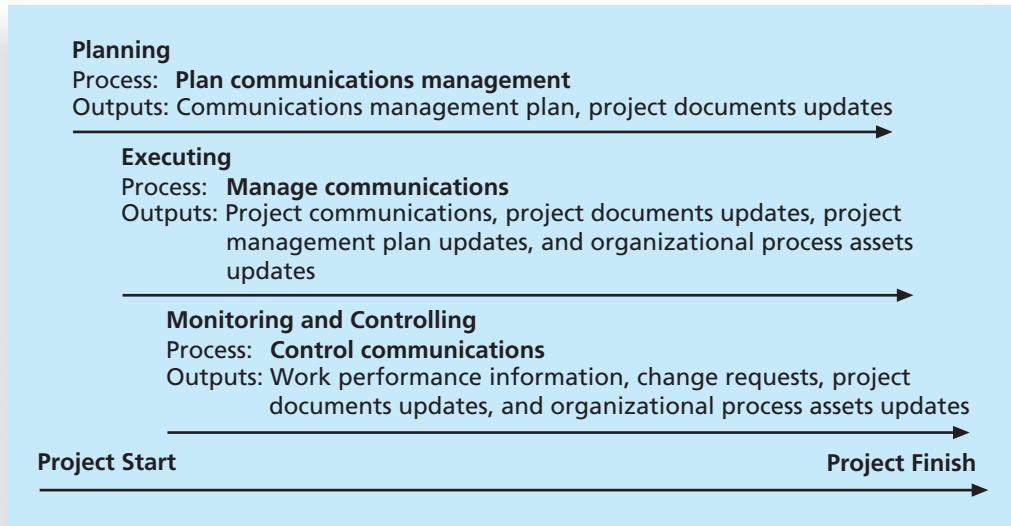 Planning
Process: Plan communications management
Outputs: Communications management plan, project documents updates
Executing
Process: Manage communications
Outputs: Project communications, project documents updates, project
management plan updates, and organizational process assets
updates
Monitoring and Controlling
Process: Control communications
Outputs: Work performance information, change requests, project
documents updates, and organizational process assets updates
Project Start
Project Finish